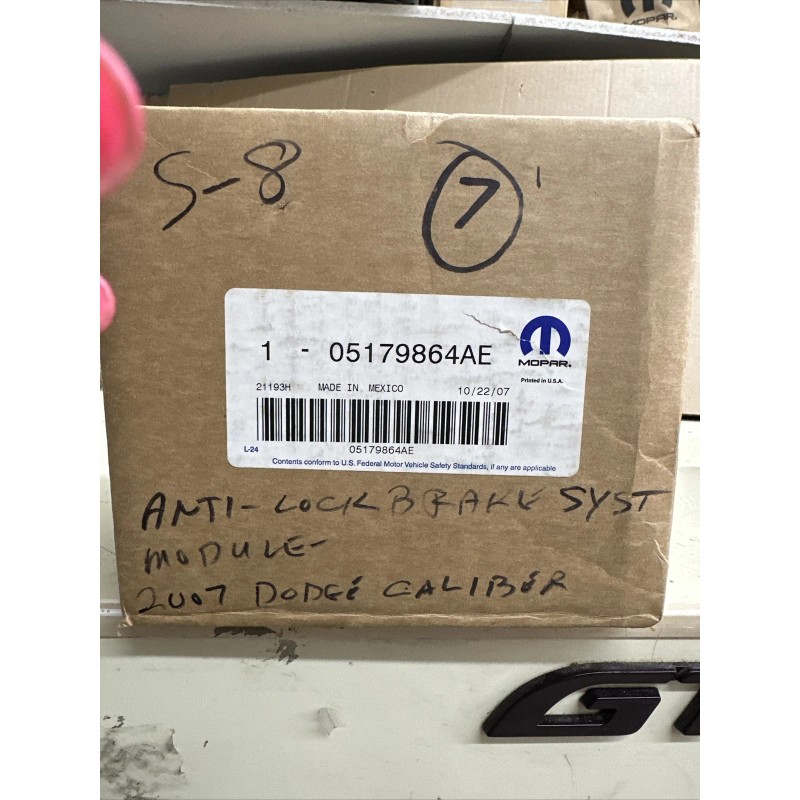 MOPAR
S-8
7
1 - 05179864AE
MOPAR®
Printed in U.S.A.
21193H MADE IN MEXICO 10/22/07
L-24
05179864AE
Contents conform to U.S. Federal Motor Vehicle Safety Standards, if any are applicable
ANTI-LOCK BRAKE SYST
MODULE-
2007 DODGE CALIBER